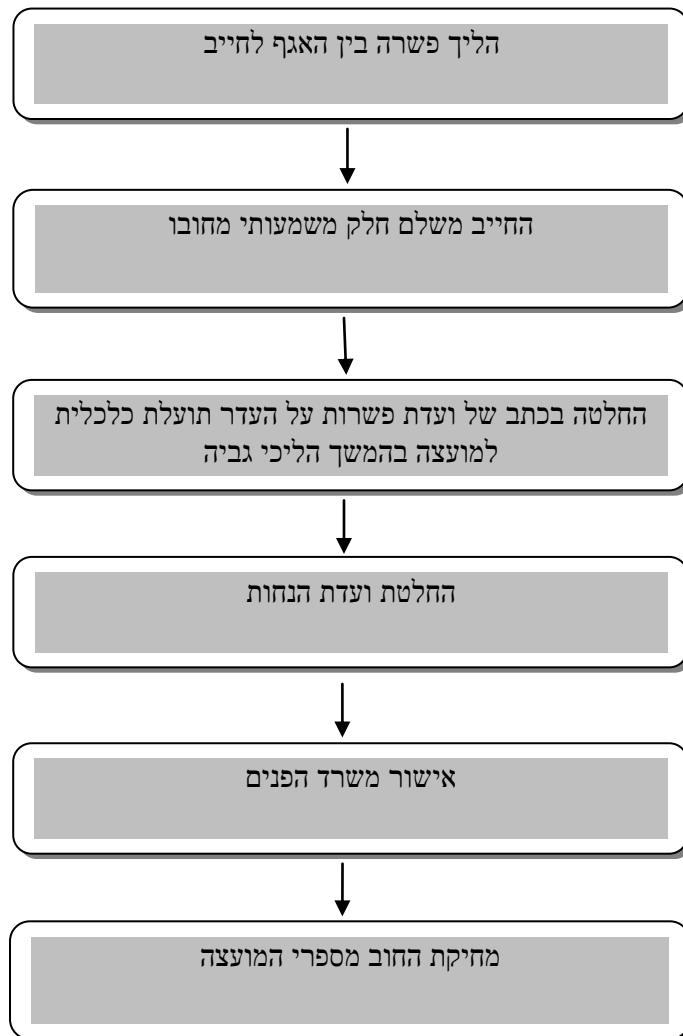 הליך פשרה בין האגף לחייב
החייב משלם חלק משמעותי מחובו
החלטה בכתב של ועדת פשרות על העדר תועלת כלכלית
למועצה בהמשך הליכי גביה
החלטת ועדת הנחות
אישור משרד הפנים
מחיקת החוב מספרי המועצה